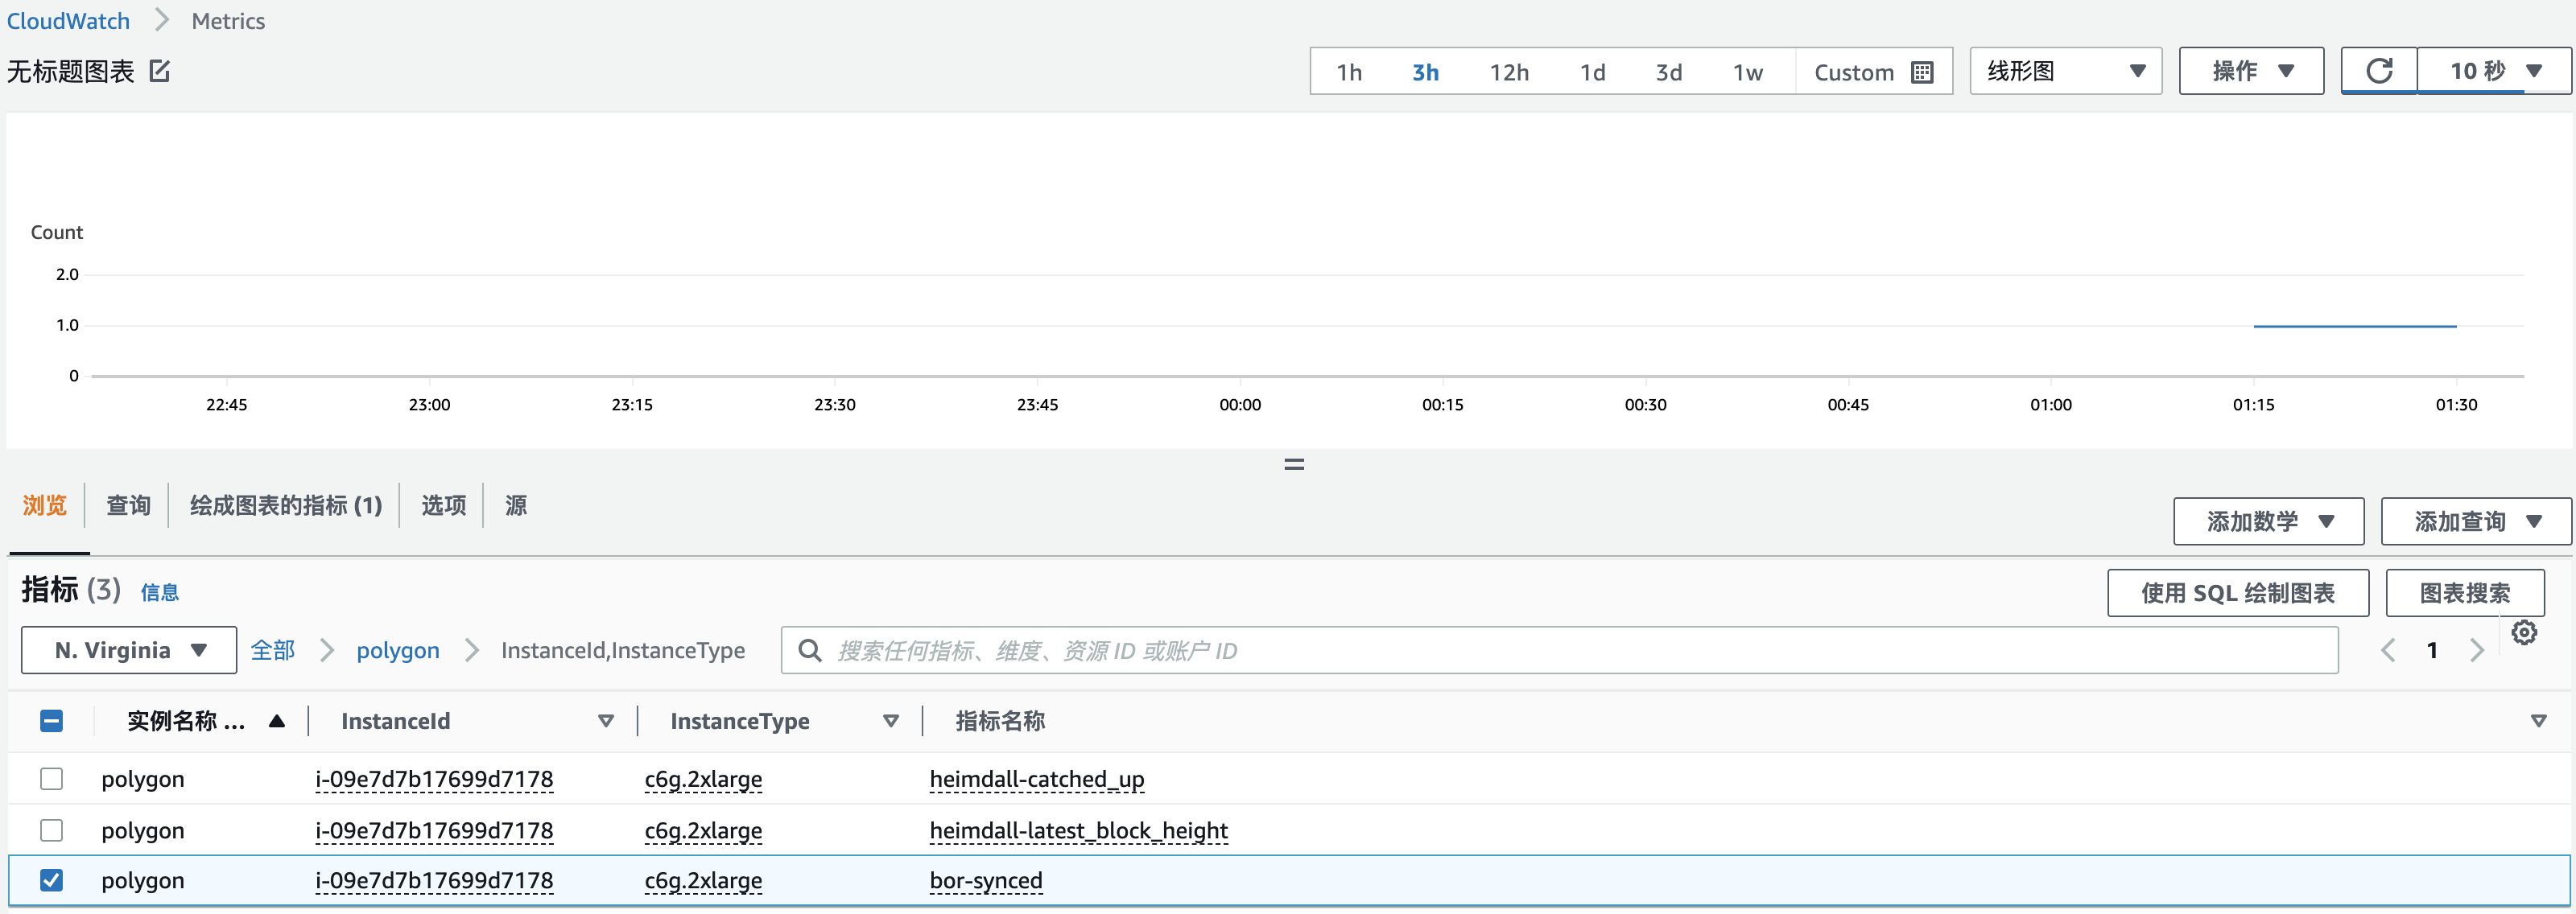 CloudWatch > Metrics
无标题图表
1h 3h 12h 1d 3d 1w Custom 线形图 操作 10 秒
Count
2.0
1.0
0
22:45 23:00 23:15 23:30 23:45 00:00 00:15 00:30 00:45 01:00 01:15 01:30
浏览 查询 绘成图表的指标 (1) 选项 源
添加数学 添加查询
指标 (3) 信息
使用 SQL 绘制图表 图表搜索
N. Virginia 全部 > polygon > InstanceId,InstanceType 搜索任何指标、维度、资源 ID 或账户 ID 1
实例名称 ... InstanceId InstanceType 指标名称
polygon i-09e7d7b17699d7178 c6g.2xlarge heimdall-catched_up
polygon i-09e7d7b17699d7178 c6g.2xlarge heimdall-latest_block_height
polygon i-09e7d7b17699d7178 c6g.2xlarge bor-synced